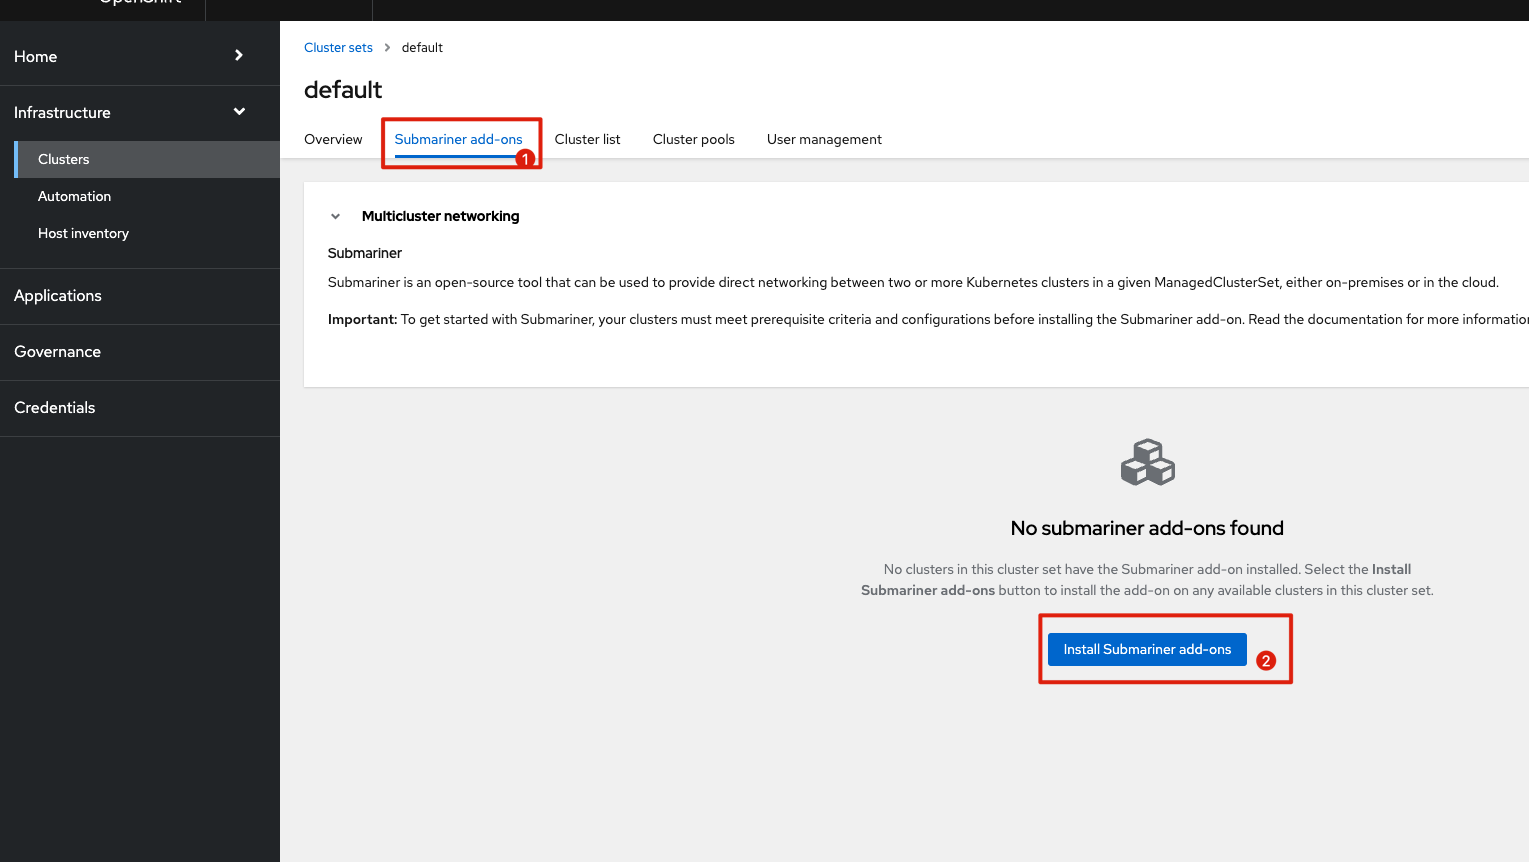 OpenShift
Home
Infrastructure
Clusters
Automation
Host inventory
Applications
Governance
Credentials
Cluster sets > default
default
Overview Submariner add-ons Cluster list Cluster pools User management
1
Multicluster networking
Submariner
Submariner is an open-source tool that can be used to provide direct networking between two or more Kubernetes clusters in a given ManagedClusterSet, either on-premises or in the cloud.
Important: To get started with Submariner, your clusters must meet prerequisite criteria and configurations before installing the Submariner add-on. Read the documentation for more information
No submariner add-ons found
No clusters in this cluster set have the Submariner add-on installed. Select the Install
Submariner add-ons button to install the add-on on any available clusters in this cluster set.
Install Submariner add-ons
2